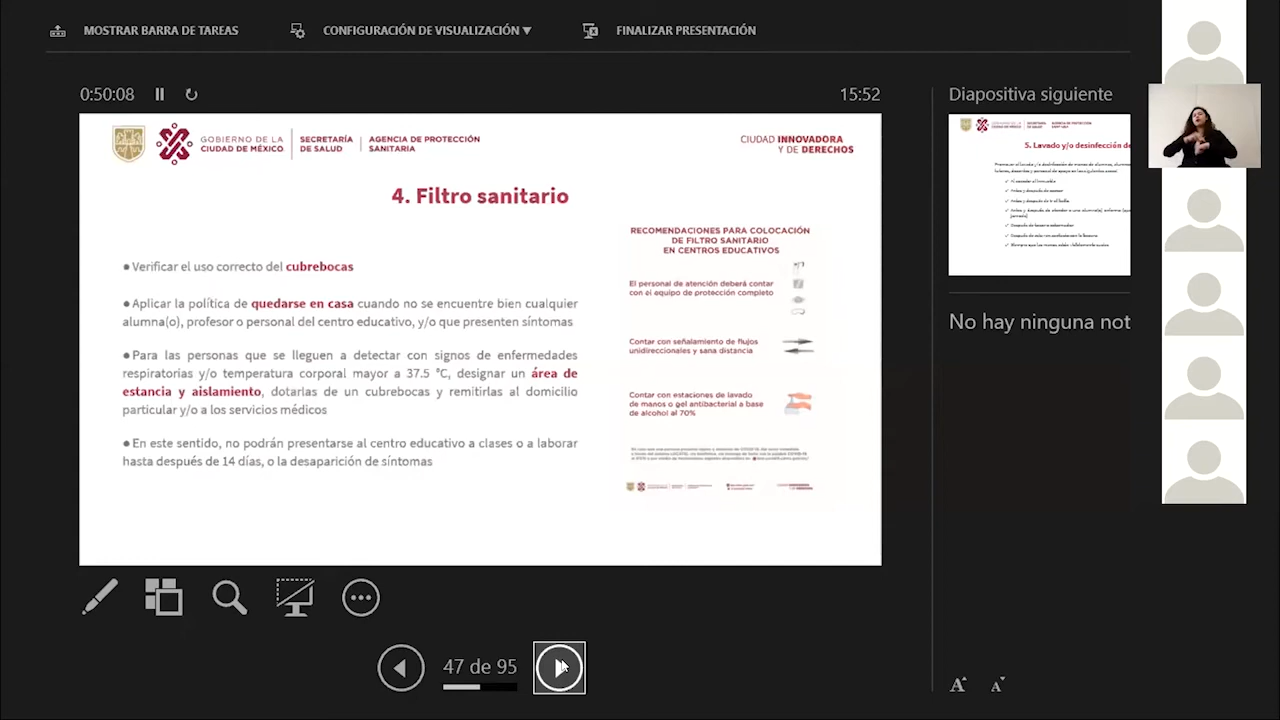 MOSTRAR BARRA DE TAREAS
CONFIGURACIÓN DE VISUALIZACIÓN ▼
FINALIZAR PRESENTACIÓN
0:50:08
15:52
GOBIERNO DE LA
CIUDAD DE MÉXICO
SECRETARÍA
DE SALUD
AGENCIA DE PROTECCIÓN
SANITARIA
CIUDAD INNOVADORA
Y DE DERECHOS
4. Filtro sanitario
●Verificar el uso correcto del cubrebocas
●Aplicar la política de quedarse en casa cuando no se encuentre bien cualquier
alumna(o), profesor o personal del centro educativo, y/o que presenten síntomas
●Para las personas que se lleguen a detectar con signos de enfermedades
respiratorias y/o temperatura corporal mayor a 37.5 °C, designar un área de
estancia y aislamiento, dotarlas de un cubrebocas y remitirlas al domicilio
particular y/o a los servicios médicos
●En este sentido, no podrán presentarse al centro educativo a clases o a laborar
hasta después de 14 días, o la desaparición de síntomas
RECOMENDACIONES PARA COLOCACIÓN
DE FILTRO SANITARIO
EN CENTROS EDUCATIVOS
El personal de atención deberá contar
con el equipo de protección completo
Contar con señalamiento de flujos
unidireccionales y sana distancia
Contar con estaciones de lavado
de manos o gel antibacterial a base
de alcohol al 70%
Diapositiva siguiente
5. Lavado y/o desinfección de
No hay ninguna not
47 de 95
A A